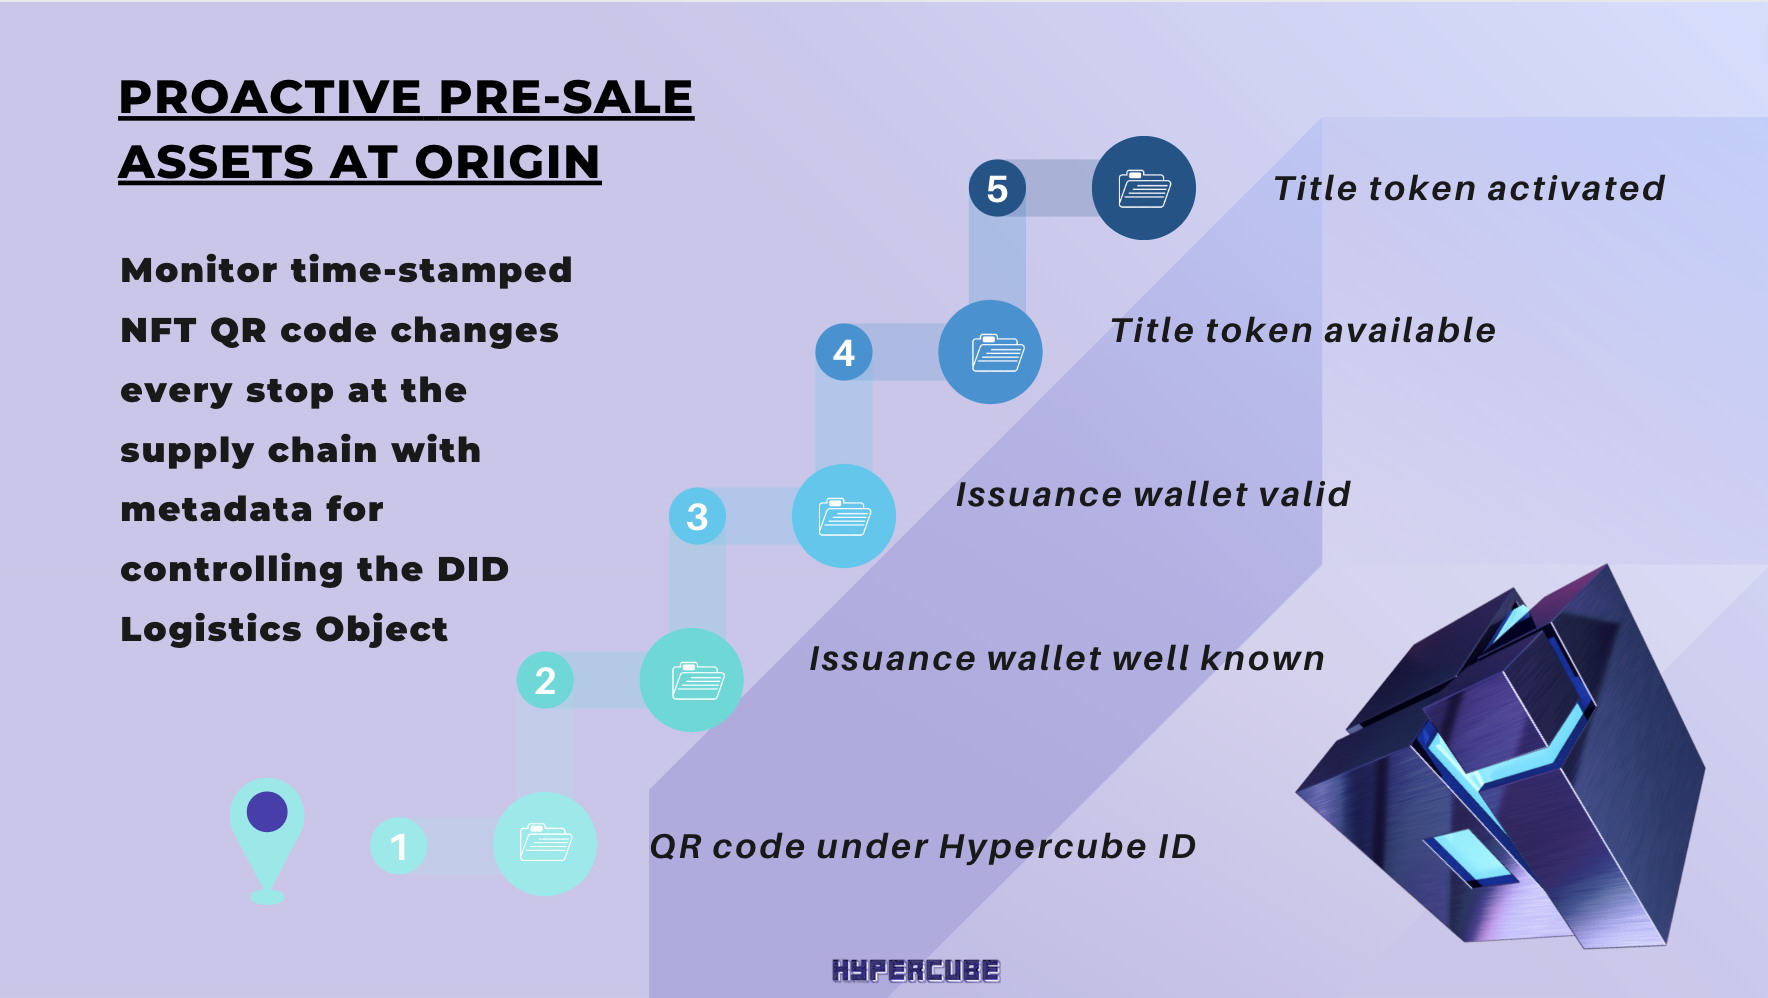 PROACTIVE PRE-SALE
ASSETS AT ORIGIN
Monitor time-stamped
NFT QR code changes
every stop at the
supply chain with
metadata for
controlling the DID
Logistics Object
5
Title token activated
4
Title token available
3
Issuance wallet valid
2
Issuance wallet well known
1
QR code under Hypercube ID
HYPERCUBE